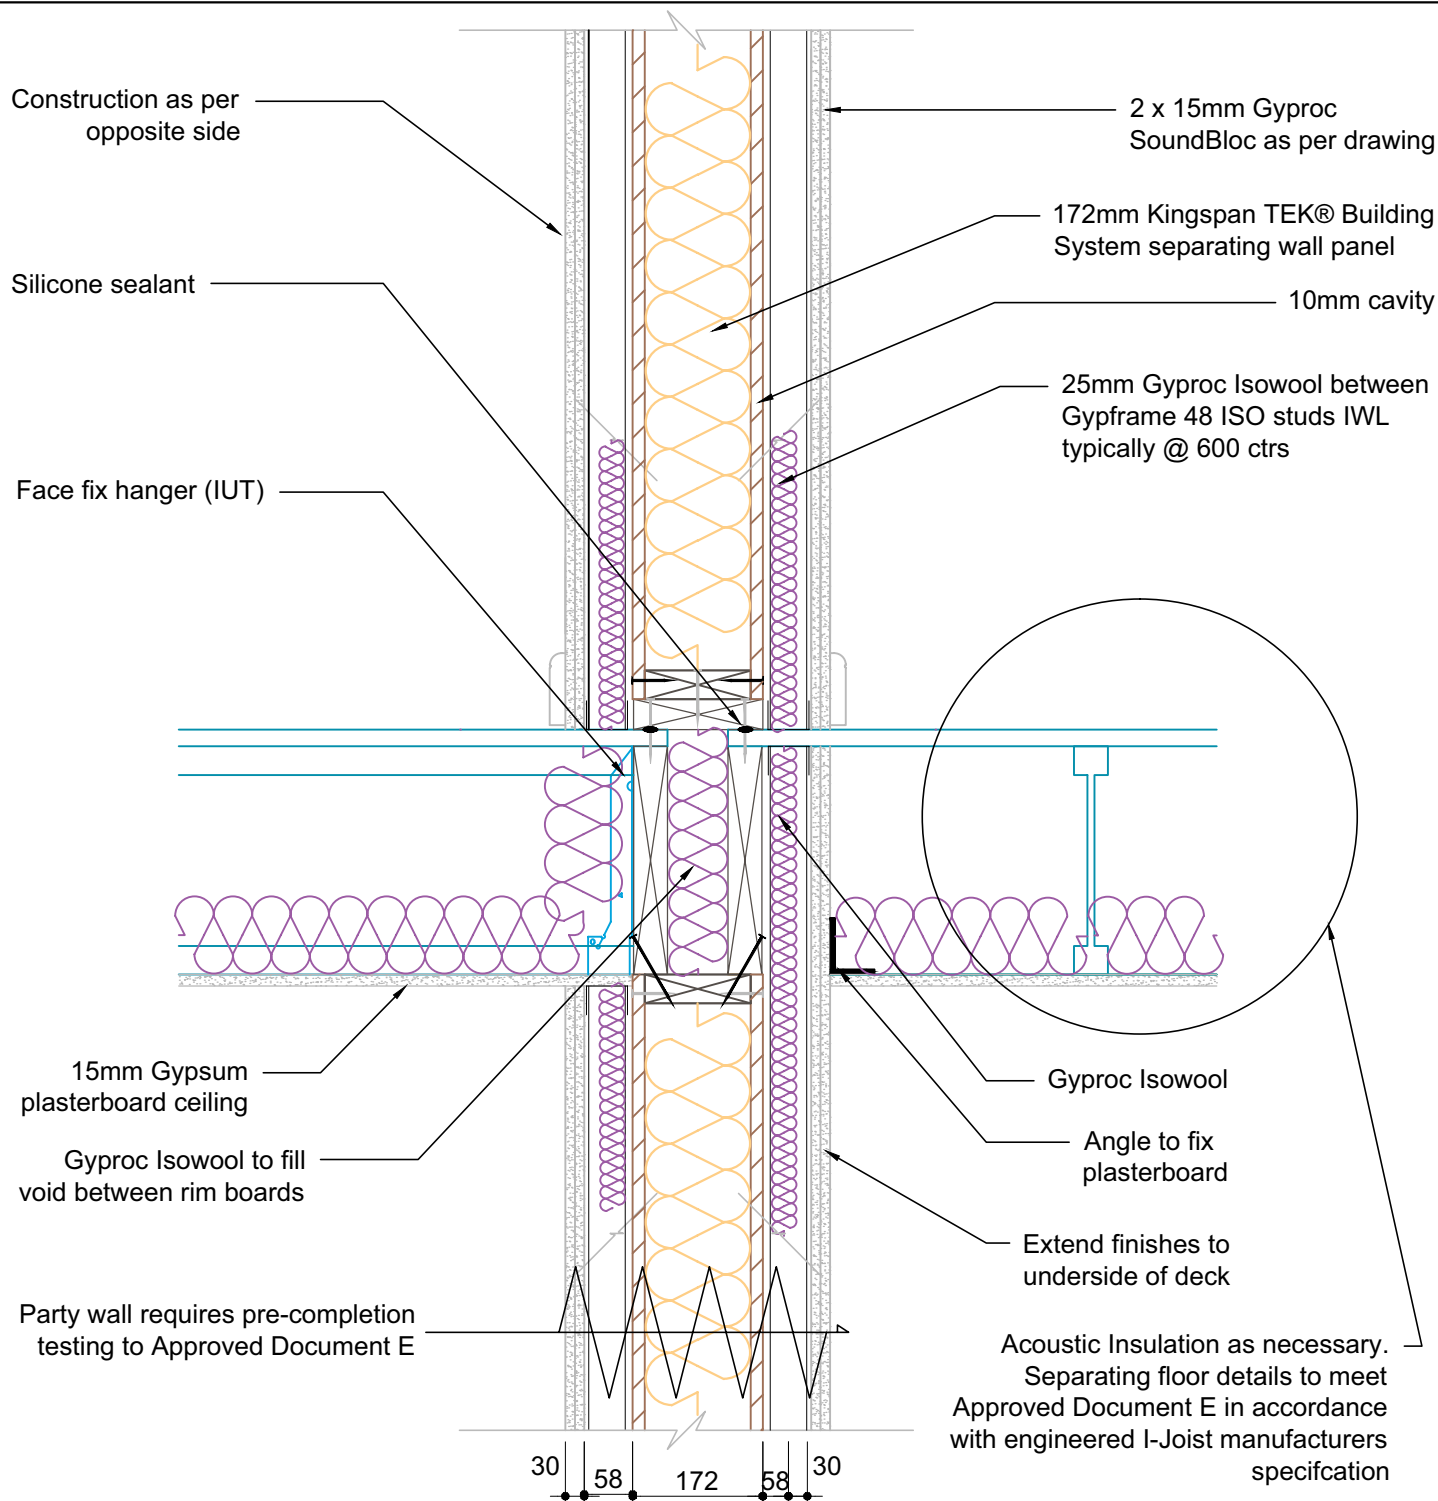 Construction as per
opposite side
Silicone sealant
Face fix hanger (IUT)
15mm Gypsum
plasterboard ceiling
Gyproc Isowool to fill
void between rim boards
Party wall requires pre-completion
testing to Approved Document E
2 x 15mm Gyproc
SoundBloc as per drawing
172mm Kingspan TEK® Building
System separating wall panel
10mm cavity
25mm Gyproc Isowool between
Gypframe 48 ISO studs IWL
typically @ 600 ctrs
Gyproc Isowool
Angle to fix
plasterboard
Extend finishes to
underside of deck
Acoustic Insulation as necessary.
Separating floor details to meet
Approved Document E in accordance
with engineered I-Joist manufacturers
specifcation
30 58 172 58 30